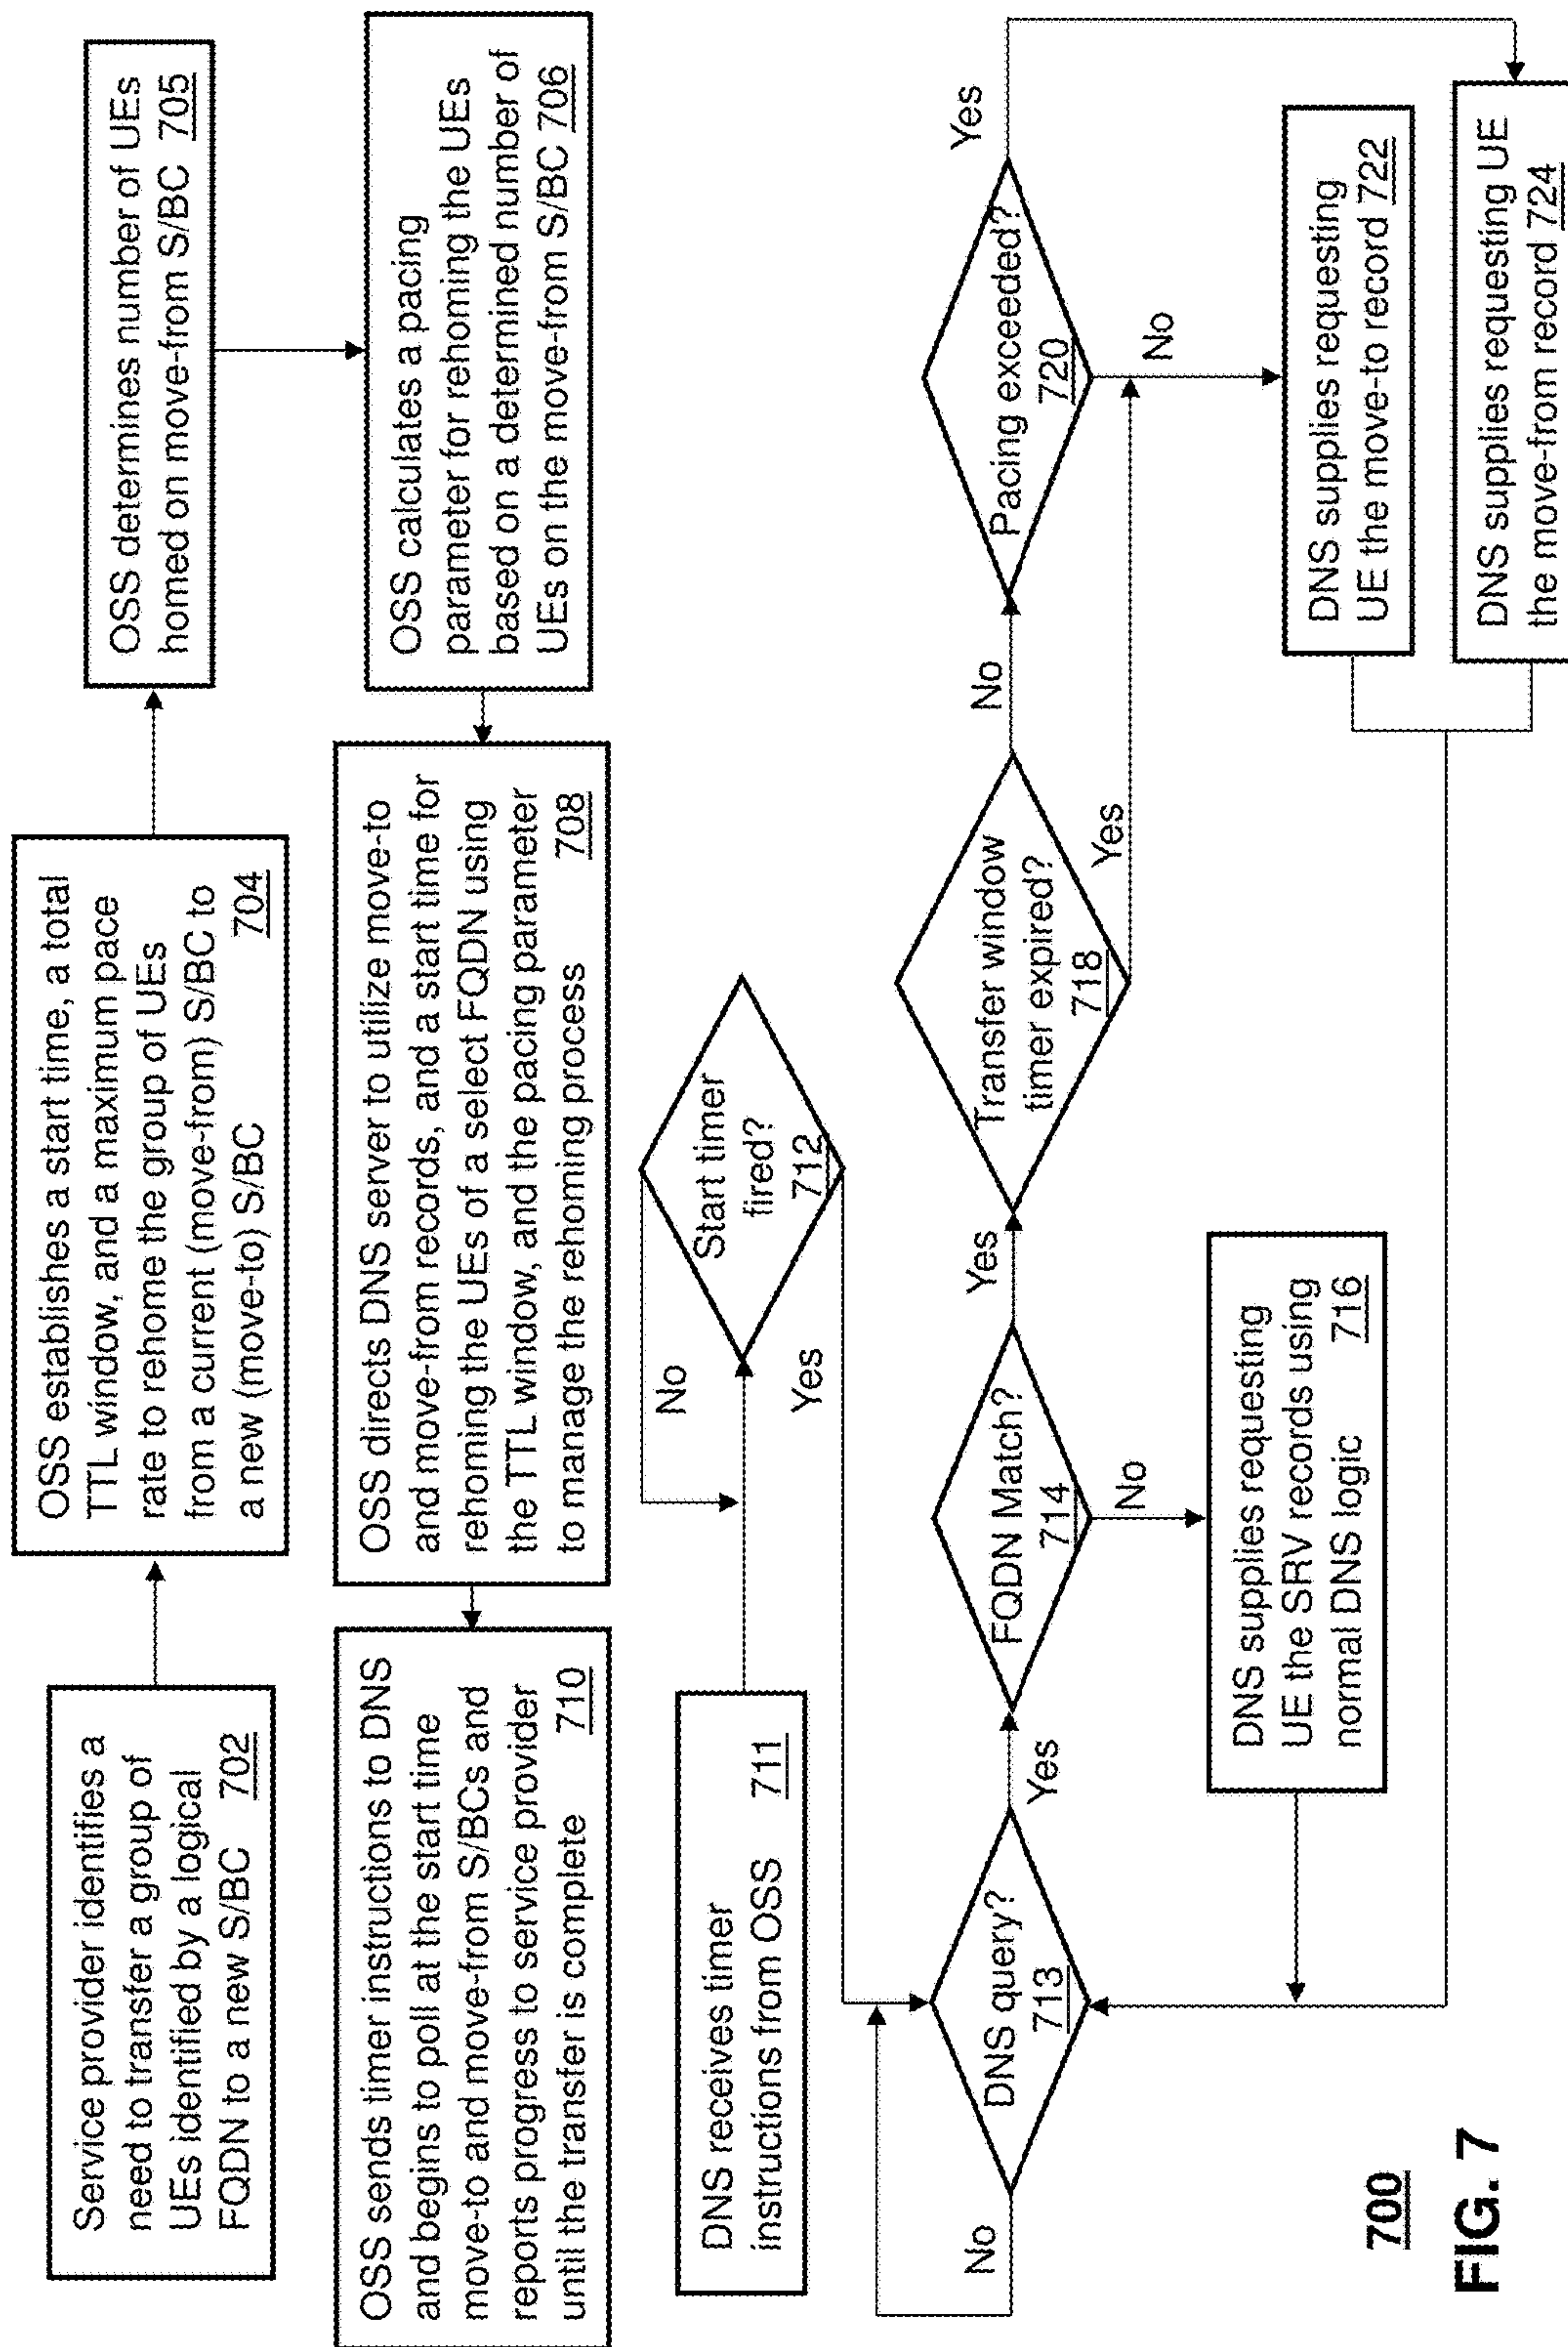 Service provider identifies a
need to transfer a group of
UEs identified by a logical
FQDN to a new S/BC 702
OSS establishes a start time, a total
TTL window, and a maximum pace
rate to rehome the group of UEs
from a current (move-from) S/BC to
a new (move-to) S/BC 704
OSS determines number of UEs
homed on move-from S/BC 705
OSS calculates a pacing
parameter for rehoming the UEs
based on a determined number of
UEs on the move-from S/BC 706
OSS directs DNS server to utilize move-to
and move-from records, and a start time for
rehoming the UEs of a select FQDN using
the TTL window, and the pacing parameter
to manage the rehoming process 708
OSS sends timer instructions to DNS
and begins to poll at the start time
move-to and move-from S/BCs and
reports progress to service provider
until the transfer is complete 710
DNS receives timer
instructions from OSS 711
No
Start timer
fired?
712
Yes
No
DNS query?
713
Yes
FQDN Match?
714
No
Yes
DNS supplies requesting
UE the SRV records using
normal DNS logic 716
Transfer window
timer expired?
718
No
Yes
Pacing exceeded?
720
Yes
No
DNS supplies requesting
UE the move-to record 722
DNS supplies requesting UE
the move-from record 724
700
FIG. 7